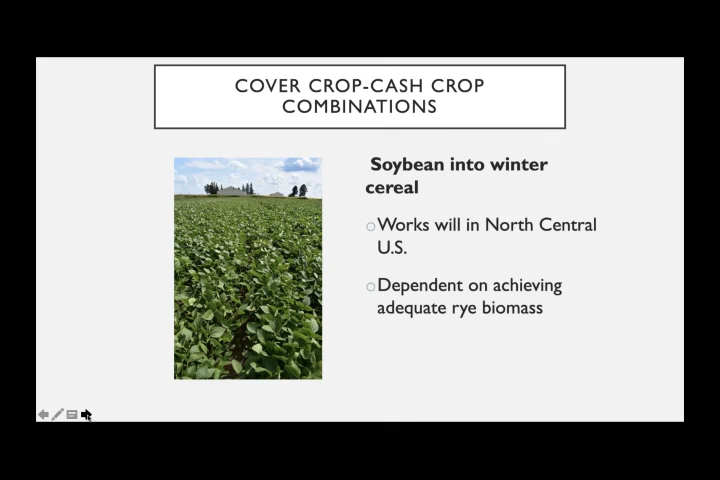 COVER CROP-CASH CROP
COMBINATIONS
Soybean into winter
cereal
Works will in North Central
U.S.
Dependent on achieving
adequate rye biomass